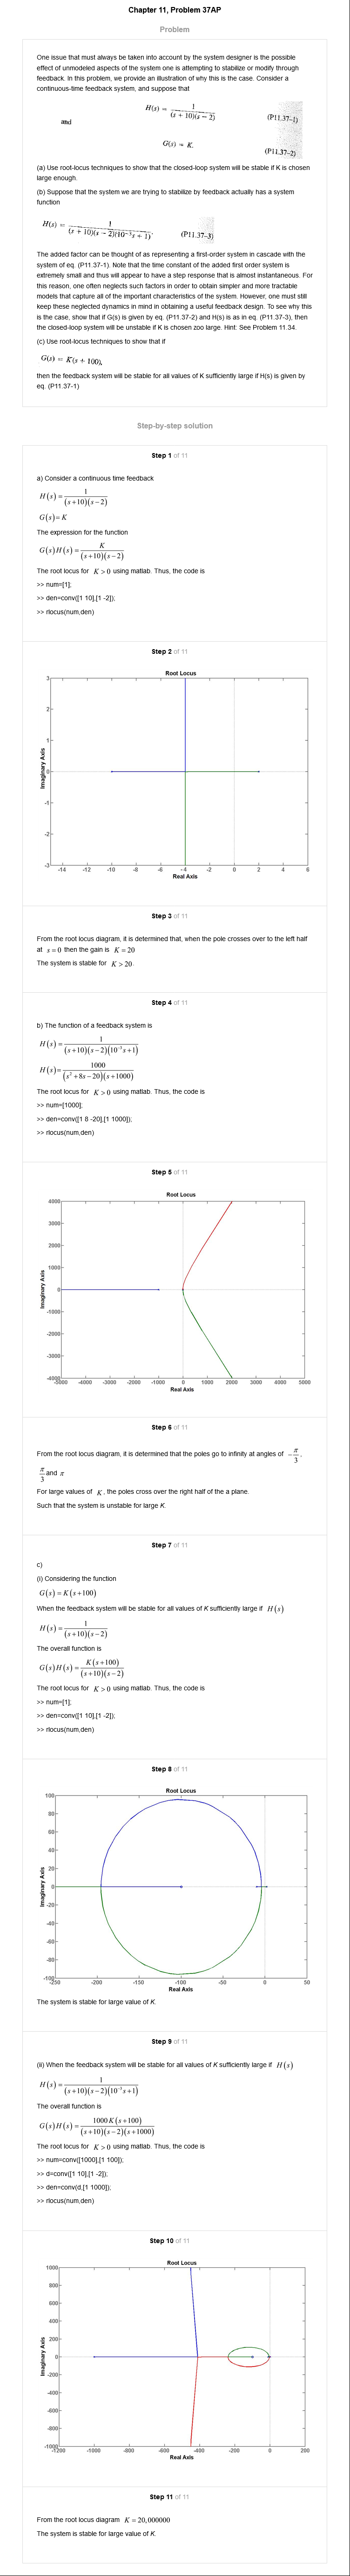 Chapter 11, Problem 37AP
Problem
One issue that must always be taken into account by the system designer is the possible
effect of unmodeled aspects of the system one is attempting to stabilize or modify through
feedback. In this problem, we provide an illustration of why this is the case. Consider a
continuous-time feedback system, and suppose that
H(s) = 1 / ((s + 10)(s − 2)) (P11.37–1)
and
G(s) = K. (P11.37–2)
(a) Use root-locus techniques to show that the closed-loop system will be stable if K is chosen
large enough.
(b) Suppose that the system we are trying to stabilize by feedback actually has a system
function
H(s) = 1 / ((s + 10)(s − 2)(10⁻³s + 1)). (P11.37–3)
The added factor can be thought of as representing a first-order system in cascade with the
system of eq. (P11.37-1). Note that the time constant of the added first order system is
extremely small and thus will appear to have a step response that is almost instantaneous. For
this reason, one often neglects such factors in order to obtain simpler and more tractable
models that capture all of the important characteristics of the system. However, one must still
keep these neglected dynamics in mind in obtaining a useful feedback design. To see why this
is the case, show that if G(s) is given by eq. (P11.37-2) and H(s) is as in eq. (P11.37-3), then
the closed-loop system will be unstable if K is chosen zoo large. Hint: See Problem 11.34.
(c) Use root-locus techniques to show that if
G(s) = K(s + 100),
then the feedback system will be stable for all values of K sufficiently large if H(s) is given by
eq. (P11.37-1)
Step-by-step solution
Step 1 of 11
a) Consider a continuous time feedback
H(s) = 1 / ((s+10)(s−2))
G(s) = K
The expression for the function
G(s)H(s) = K / ((s+10)(s−2))
The root locus for K > 0 using matlab. Thus, the code is
>> num=[1];
>> den=conv([1 10],[1 -2]);
>> rlocus(num,den)
Step 2 of 11
Root Locus
Imaginary Axis
3
2
1
0
-1
-2
-3
-14 -12 -10 -8 -6 -4 -2 0 2 4 6
Real Axis
Step 3 of 11
From the root locus diagram, it is determined that, when the pole crosses over to the left half
at s = 0 then the gain is K = 20
The system is stable for K > 20.
Step 4 of 11
b) The function of a feedback system is
H(s) = 1 / ((s+10)(s−2)(10⁻³s+1))
H(s) = 1000 / ((s²+8s−20)(s+1000))
The root locus for K > 0 using matlab. Thus, the code is
>> num=[1000];
>> den=conv([1 8 -20],[1 1000]);
>> rlocus(num,den)
Step 5 of 11
Root Locus
Imaginary Axis
4000
3000
2000
1000
0
-1000
-2000
-3000
-4000
-5000 -4000 -3000 -2000 -1000 0 1000 2000 3000 4000 5000
Real Axis
Step 6 of 11
From the root locus diagram, it is determined that the poles go to infinity at angles of −π/3,
π/3 and π
For large values of K, the poles cross over the right half of the a plane.
Such that the system is unstable for large K.
Step 7 of 11
c)
(i) Considering the function
G(s) = K(s+100)
When the feedback system will be stable for all values of K sufficiently large if H(s)
H(s) = 1 / ((s+10)(s−2))
The overall function is
G(s)H(s) = K(s+100) / ((s+10)(s−2))
The root locus for K > 0 using matlab. Thus, the code is
>> num=[1];
>> den=conv([1 10],[1 -2]);
>> rlocus(num,den)
Step 8 of 11
Root Locus
Imaginary Axis
100
80
60
40
20
0
-20
-40
-60
-80
-100
-250 -200 -150 -100 -50 0 50
Real Axis
The system is stable for large value of K.
Step 9 of 11
(ii) When the feedback system will be stable for all values of K sufficiently large if H(s)
H(s) = 1 / ((s+10)(s−2)(10⁻³s+1))
The overall function is
G(s)H(s) = 1000K(s+100) / ((s+10)(s−2)(s+1000))
The root locus for K > 0 using matlab. Thus, the code is
>> num=conv([1000],[1 100]);
>> d=conv([1 10],[1 -2]);
>> den=conv(d,[1 1000]);
>> rlocus(num,den)
Step 10 of 11
Root Locus
Imaginary Axis
1000
800
600
400
200
0
-200
-400
-600
-800
-1000
-1200 -1000 -800 -600 -400 -200 0 200
Real Axis
Step 11 of 11
From the root locus diagram K = 20,000000
The system is stable for large value of K.